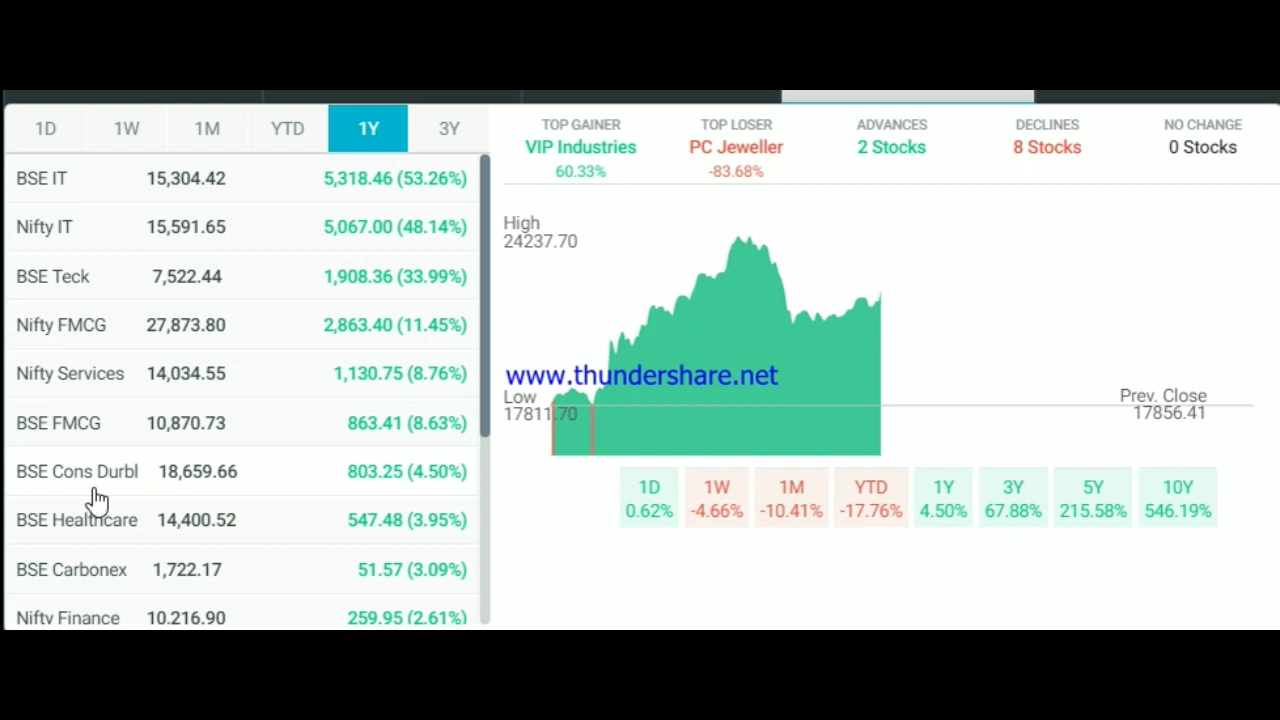 1D 1W 1M YTD 1Y 3Y
BSE IT 15,304.42 5,318.46 (53.26%)
Nifty IT 15,591.65 5,067.00 (48.14%)
BSE Teck 7,522.44 1,908.36 (33.99%)
Nifty FMCG 27,873.80 2,863.40 (11.45%)
Nifty Services 14,034.55 1,130.75 (8.76%)
BSE FMCG 10,870.73 863.41 (8.63%)
BSE Cons Durbl 18,659.66 803.25 (4.50%)
BSE Healthcare 14,400.52 547.48 (3.95%)
BSE Carbonex 1,722.17 51.57 (3.09%)
Nifty Finance 10,216.90 259.95 (2.61%)
TOP GAINER TOP LOSER ADVANCES DECLINES NO CHANGE
VIP Industries PC Jeweller 2 Stocks 8 Stocks 0 Stocks
60.33% -83.68%
High
24237.70
www.thundershare.net
Low
17811.70
Prev. Close
17856.41
1D 1W 1M YTD 1Y 3Y 5Y 10Y
0.62% -4.66% -10.41% -17.76% 4.50% 67.88% 215.58% 546.19%